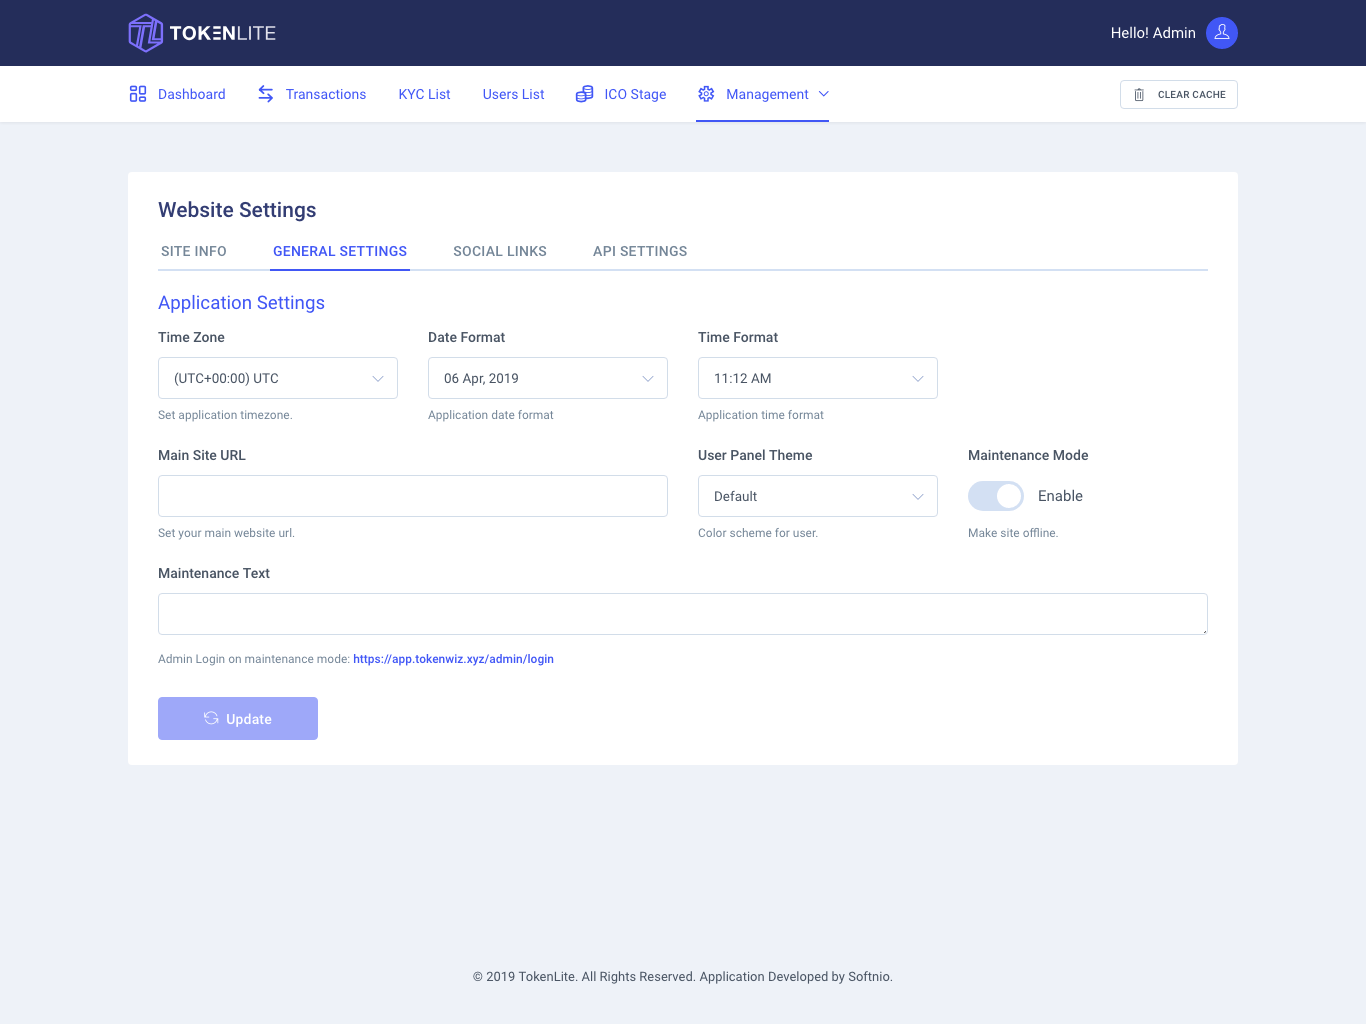 TOKENLITE
Hello! Admin
Dashboard Transactions KYC List Users List ICO Stage Management CLEAR CACHE
Website Settings
SITE INFO GENERAL SETTINGS SOCIAL LINKS API SETTINGS
Application Settings
Time Zone Date Format Time Format
(UTC+00:00) UTC 06 Apr, 2019 11:12 AM
Set application timezone. Application date format Application time format
Main Site URL User Panel Theme Maintenance Mode
Default Enable
Set your main website url. Color scheme for user. Make site offline.
Maintenance Text
Admin Login on maintenance mode: https://app.tokenwiz.xyz/admin/login
Update
© 2019 TokenLite. All Rights Reserved. Application Developed by Softnio.